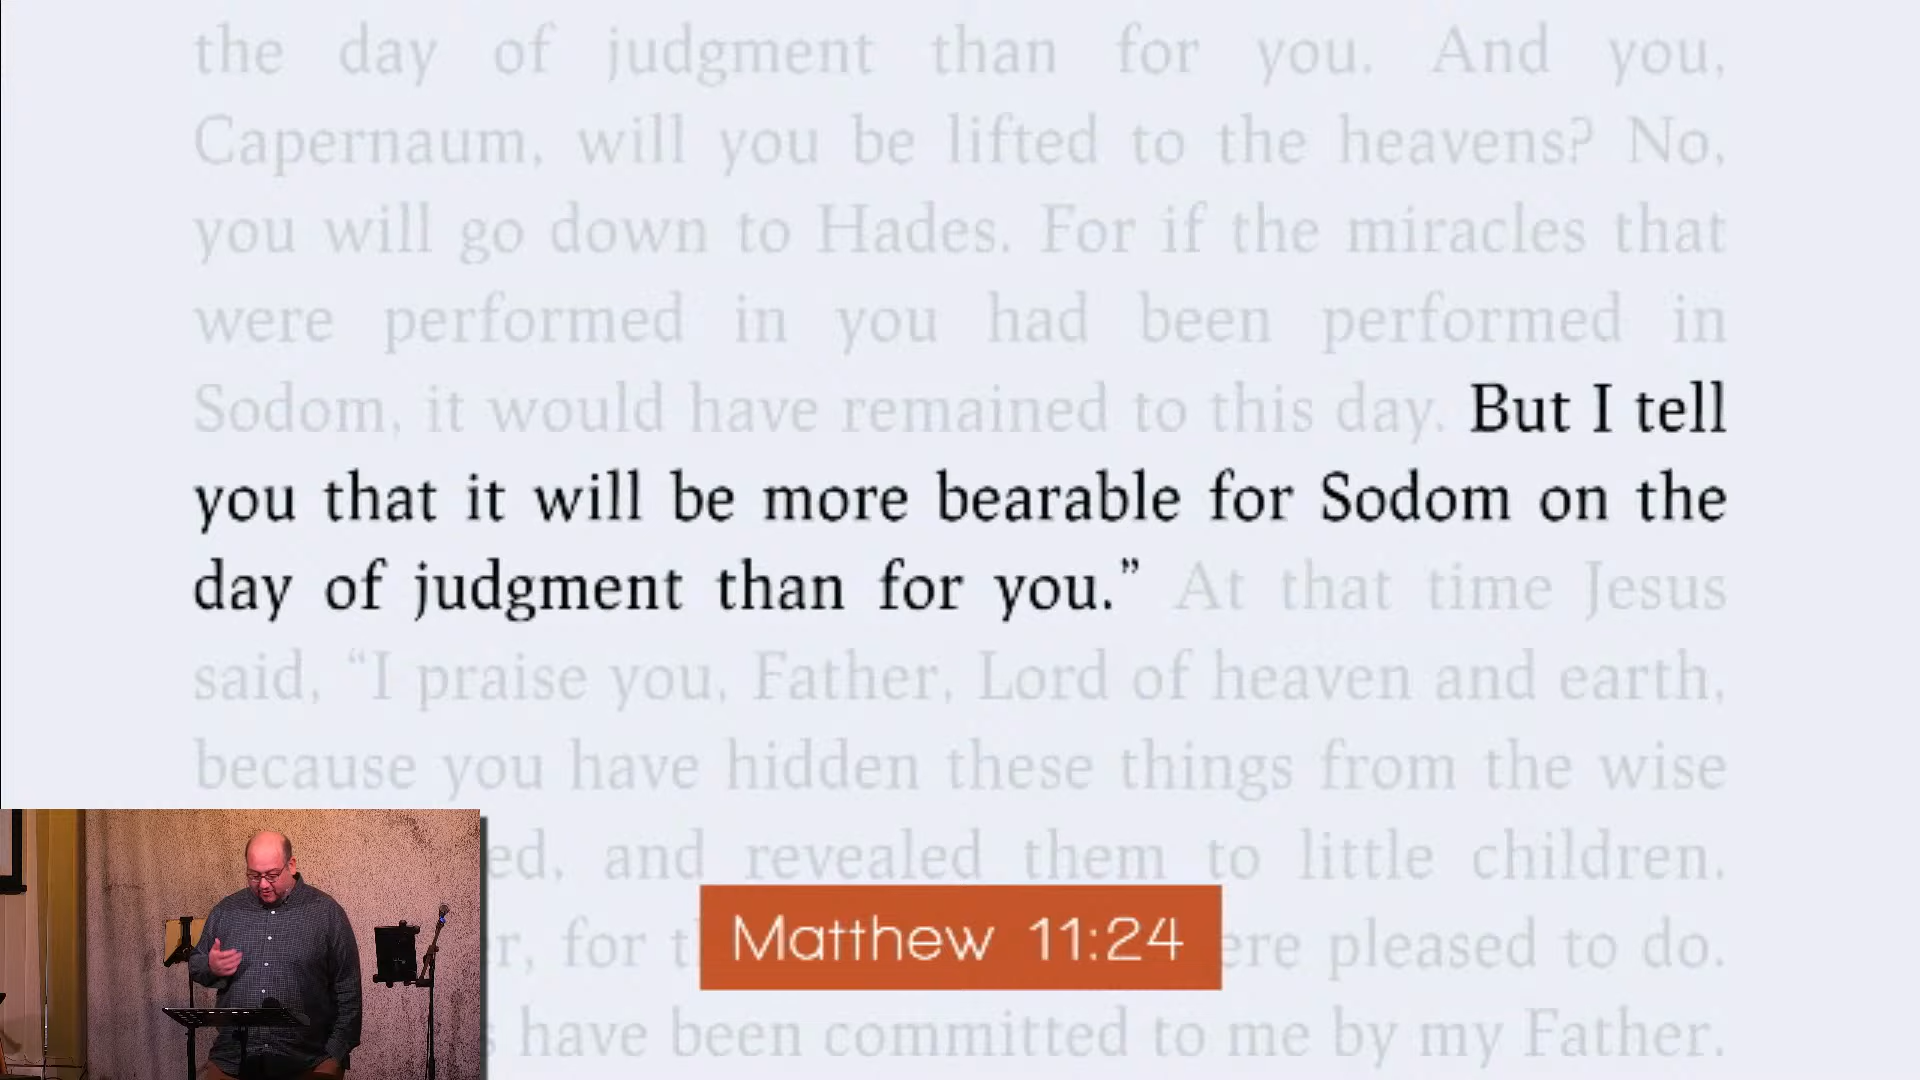 the day of judgment than for you. And you,
Capernaum, will you be lifted to the heavens? No,
you will go down to Hades. For if the miracles that
were performed in you had been performed in
Sodom, it would have remained to this day. But I tell
you that it will be more bearable for Sodom on the
day of judgment than for you.” At that time Jesus
said, “I praise you, Father, Lord of heaven and earth,
because you have hidden these things from the wise
and revealed them to little children.
for pleased to do.
Matthew 11:24
have been committed to me by my Father.